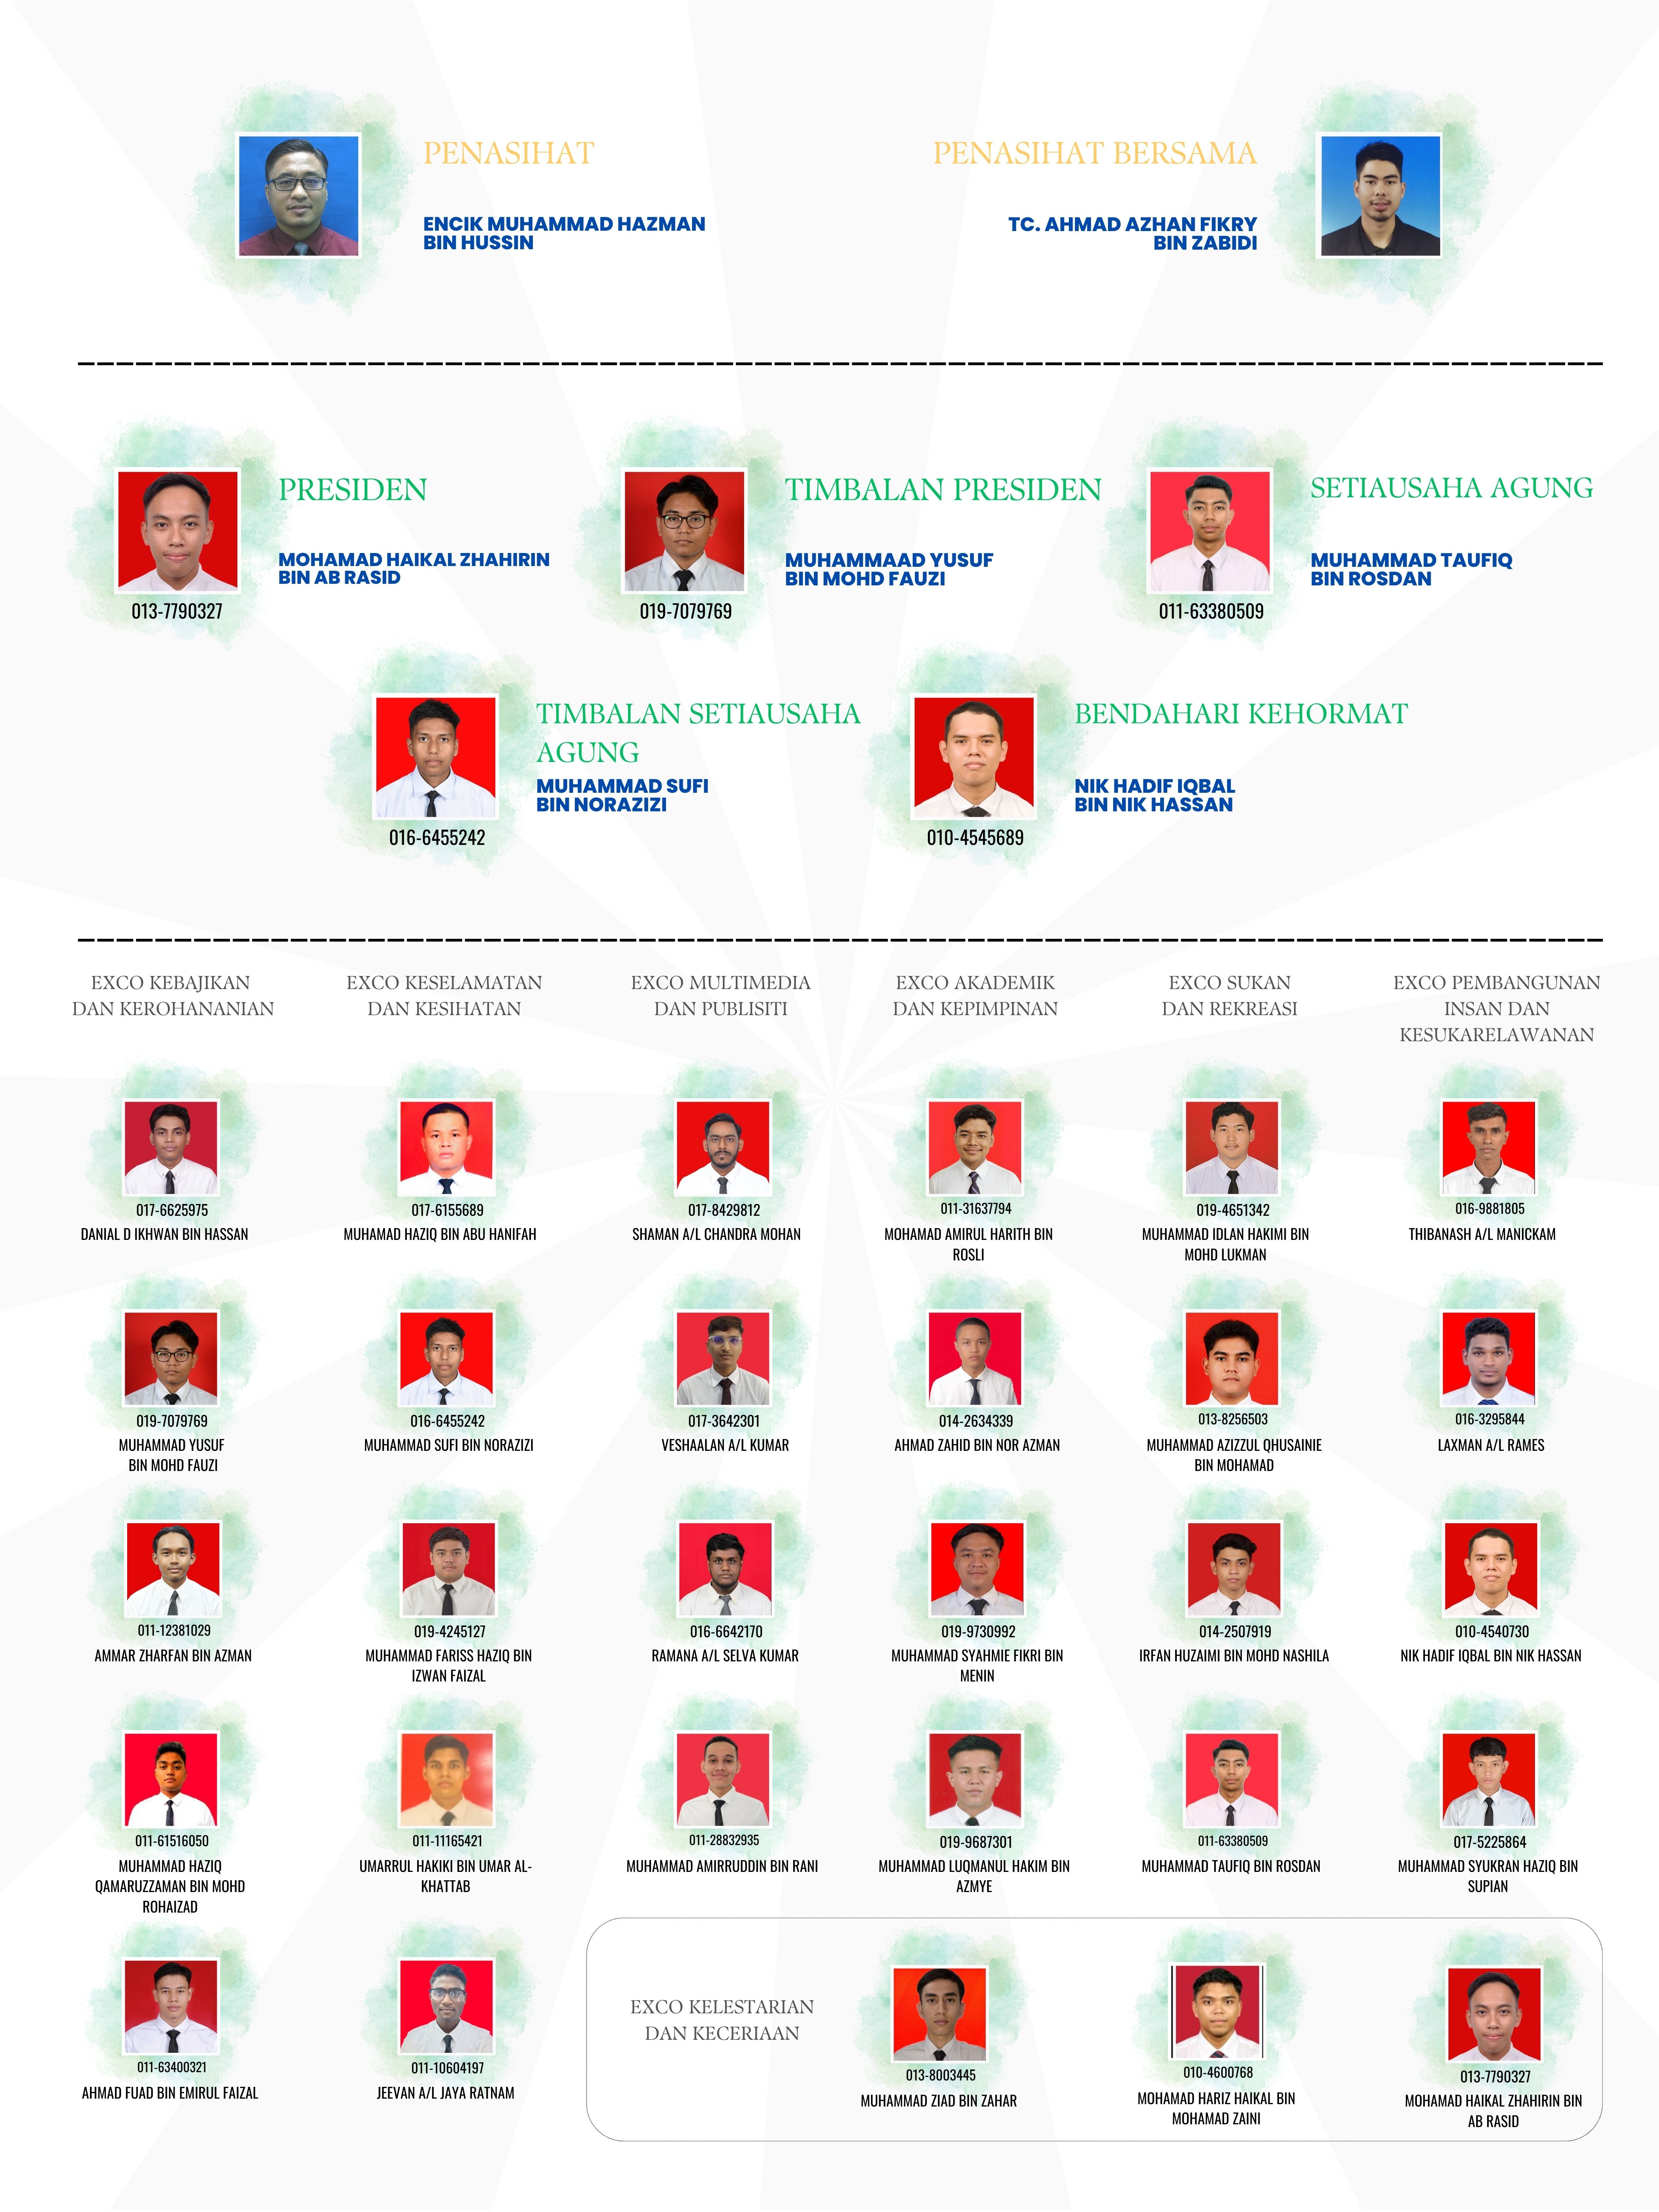 PENASIHAT
ENCIK MUHAMMAD HAZMAN
BIN HUSSIN
PENASIHAT BERSAMA
TC. AHMAD AZHAN FIKRY
BIN ZABIDI
PRESIDEN
MOHAMAD HAIKAL ZHAHIRIN
BIN AB RASID
013-7790327
TIMBALAN PRESIDEN
MUHAMMAAD YUSUF
BIN MOHD FAUZI
019-7079769
SETIAUSAHA AGUNG
MUHAMMAD TAUFIQ
BIN ROSDAN
011-63380509
TIMBALAN SETIAUSAHA
AGUNG
MUHAMMAD SUFI
BIN NORAZIZI
016-6455242
BENDAHARI KEHORMAT
NIK HADIF IQBAL
BIN NIK HASSAN
010-4545689
EXCO KEBAJIKAN
DAN KEROHANANIAN
EXCO KESELAMATAN
DAN KESIHATAN
EXCO MULTIMEDIA
DAN PUBLISITI
EXCO AKADEMIK
DAN KEPIMPINAN
EXCO SUKAN
DAN REKREASI
EXCO PEMBANGUNAN
INSAN DAN
KESUKARELAWANAN
017-6625975
DANIAL D IKHWAN BIN HASSAN
017-6155689
MUHAMAD HAZIQ BIN ABU HANIFAH
017-8429812
SHAMAN A/L CHANDRA MOHAN
011-31637794
MOHAMAD AMIRUL HARITH BIN
ROSLI
019-4651342
MUHAMMAD IDLAN HAKIMI BIN
MOHD LUKMAN
016-9881805
THIBANASH A/L MANICKAM
019-7079769
MUHAMMAD YUSUF
BIN MOHD FAUZI
016-6455242
MUHAMMAD SUFI BIN NORAZIZI
017-3642301
VESHAALAN A/L KUMAR
014-2634339
AHMAD ZAHID BIN NOR AZMAN
013-8256503
MUHAMMAD AZIZZUL QHUSAINIE
BIN MOHAMAD
016-3295844
LAXMAN A/L RAMES
011-12381029
AMMAR ZHARFAN BIN AZMAN
019-4245127
MUHAMMAD FARISS HAZIQ BIN
IZWAN FAIZAL
016-6642170
RAMANA A/L SELVA KUMAR
019-9730992
MUHAMMAD SYAHMIE FIKRI BIN
MENIN
014-2507919
IRFAN HUZAIMI BIN MOHD NASHILA
010-4540730
NIK HADIF IQBAL BIN NIK HASSAN
011-61516050
MUHAMMAD HAZIQ
QAMARUZZAMAN BIN MOHD
ROHAIZAD
011-11165421
UMARRUL HAKIKI BIN UMAR AL-
KHATTAB
011-28832935
MUHAMMAD AMIRRUDDIN BIN RANI
019-9687301
MUHAMMAD LUQMANUL HAKIM BIN
AZMYE
011-63380509
MUHAMMAD TAUFIQ BIN ROSDAN
017-5225864
MUHAMMAD SYUKRAN HAZIQ BIN
SUPIAN
011-63400321
AHMAD FUAD BIN EMIRUL FAIZAL
011-10604197
JEEVAN A/L JAYA RATNAM
EXCO KELESTARIAN
DAN KECERIAAN
013-8003445
MUHAMMAD ZIAD BIN ZAHAR
010-4600768
MOHAMAD HARIZ HAIKAL BIN
MOHAMAD ZAINI
013-7790327
MOHAMAD HAIKAL ZHAHIRIN BIN
AB RASID